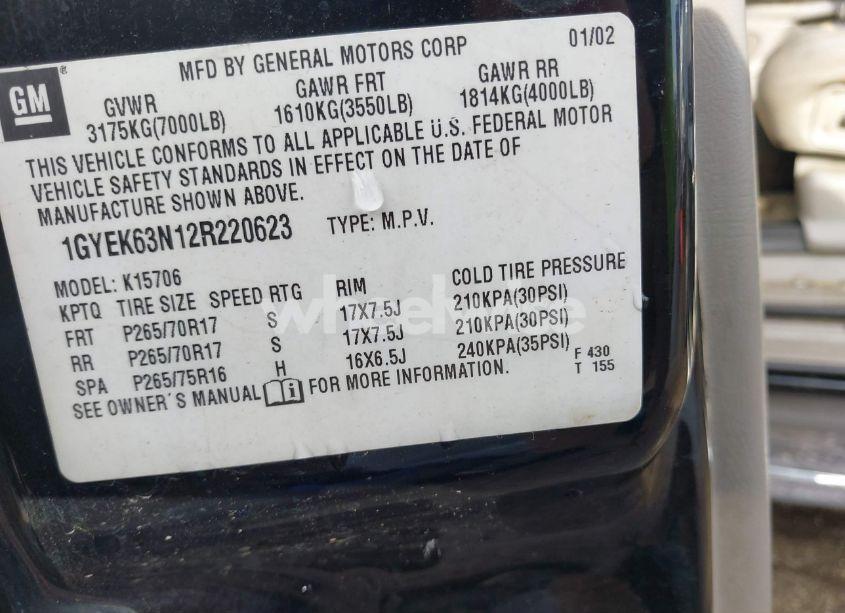 GM
MFD BY GENERAL MOTORS CORP 01/02
GVWR GAWR FRT GAWR RR
3175KG(7000LB) 1610KG(3550LB) 1814KG(4000LB)
THIS VEHICLE CONFORMS TO ALL APPLICABLE U.S. FEDERAL MOTOR
VEHICLE SAFETY STANDARDS IN EFFECT ON THE DATE OF
MANUFACTURE SHOWN ABOVE.
1GYEK63N12R220623 TYPE: M.P.V.
MODEL: K15706
KPTQ TIRE SIZE SPEED RTG RIM COLD TIRE PRESSURE
FRT P265/70R17 S 17X7.5J 210KPA(30PSI)
RR P265/70R17 S 17X7.5J 210KPA(30PSI)
SPA P265/75R16 H 16X6.5J 240KPA(35PSI)
F 430
T 155
SEE OWNER'S MANUAL FOR MORE INFORMATION.